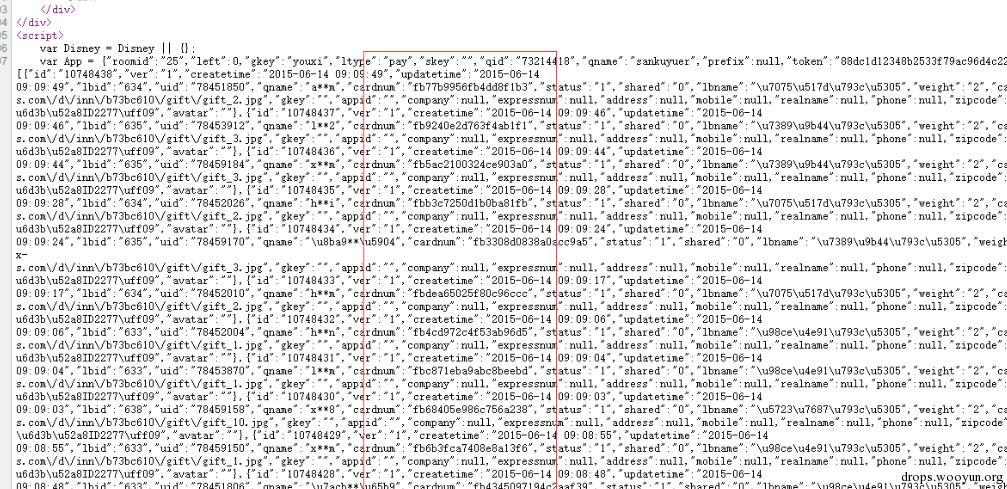 03 </div>
04 </div>
05 <script>
06 var Disney = Disney || {};
07 var App = {"roomid":"25","left":0,"gkey":"youxi","ltype":"pay","skey":"","qid":"73214418","qname":"sankuyuer","prefix":null,"token":"88dc1d12348b2533f79ac96d4c22
[{"id":"10748438","ver":"1","createtime":"2015-06-14 09:09:49","updatetime":"2015-06-14
09:09:49","lbid":"634","uid":"78451850","qname":"a**m","cardnum":"fb77b9956fb4dd8f1b3","status":"1","shared":"0","lbname":"\u7075\u517d\u793c\u5305","weight":"2","ca
s.com\/d\/inn\/b73bc610\/gift\/gift_2.jpg","gkey":"","appid":"","company":null,"expressnum":null,"address":null,"mobile":null,"realname":null,"phone":null,"zipcode"
u6d3b\u52a8ID2277\uff09","avatar":""},{"id":"10748437","ver":"1","createtime":"2015-06-14 09:09:46","updatetime":"2015-06-14
09:09:46","lbid":"635","uid":"78453912","qname":"l**2","cardnum":"fb9240e2d763f4abif1","status":"1","shared":"0","lbname":"\u7389\u9b44\u793c\u5305","weight":"2","ca
s.com\/d\/inn\/b73bc610\/gift\/gift_3.jpg","gkey":"","appid":"","company":null,"expressnum":null,"address":null,"mobile":null,"realname":null,"phone":null,"zipcode"
u6d3b\u52a8ID2277\uff09","avatar":""},{"id":"10748436","ver":"1","createtime":"2015-06-14 09:09:44","updatetime":"2015-06-14
09:09:44","lbid":"635","uid":"78459184","qname":"x**m","cardnum":"fb5ac2100324ce903a0","status":"1","shared":"0","lbname":"\u7389\u9b44\u793c\u5305","weight":"2","ca
s.com\/d\/inn\/b73bc610\/gift\/gift_3.jpg","gkey":"","appid":"","company":null,"expressnum":null,"address":null,"mobile":null,"realname":null,"phone":null,"zipcode"
u6d3b\u52a8ID2277\uff09","avatar":""},{"id":"10748435","ver":"1","createtime":"2015-06-14 09:09:28","updatetime":"2015-06-14
09:09:28","lbid":"634","uid":"78452026","qname":"h**i","cardnum":"fbb3c7250d1b0ba81fb","status":"1","shared":"0","lbname":"\u7075\u517d\u793c\u5305","weight":"2","ca
s.com\/d\/inn\/b73bc610\/gift\/gift_2.jpg","gkey":"","appid":"","company":null,"expressnum":null,"address":null,"mobile":null,"realname":null,"phone":null,"zipcode"
u6d3b\u52a8ID2277\uff09","avatar":""},{"id":"10748434","ver":"1","createtime":"2015-06-14 09:09:24","updatetime":"2015-06-14
09:09:24","lbid":"635","uid":"78459170","qname":"\u8ba9**\u5904","cardnum":"fb3308d0838a0acc9a5","status":"1","shared":"0","lbname":"\u7389\u9b44\u793c\u5305","weigh
x-
s.com\/d\/inn\/b73bc610\/gift\/gift_3.jpg","gkey":"","appid":"","company":null,"expressnum":null,"address":null,"mobile":null,"realname":null,"phone":null,"zipcode"
u6d3b\u52a8ID2277\uff09","avatar":""},{"id":"10748433","ver":"1","createtime":"2015-06-14 09:09:17","updatetime":"2015-06-14
09:09:17","lbid":"634","uid":"78452010","qname":"h**m","cardnum":"fbdea65025f80c96ccc","status":"1","shared":"0","lbname":"\u7075\u517d\u793c\u5305","weight":"2","ca
s.com\/d\/inn\/b73bc610\/gift\/gift_2.jpg","gkey":"","appid":"","company":null,"expressnum":null,"address":null,"mobile":null,"realname":null,"phone":null,"zipcode"
u6d3b\u52a8ID2277\uff09","avatar":""},{"id":"10748432","ver":"1","createtime":"2015-06-14 09:09:06","updatetime":"2015-06-14
09:09:06","lbid":"633","uid":"78452004","qname":"h**n","cardnum":"fb4cd972c4f53ab96d5","status":"1","shared":"0","lbname":"\u98ce\u4e91\u793c\u5305","weight":"2","ca
s.com\/d\/inn\/b73bc610\/gift\/gift_1.jpg","gkey":"","appid":"","company":null,"expressnum":null,"address":null,"mobile":null,"realname":null,"phone":null,"zipcode"
u6d3b\u52a8ID2277\uff09","avatar":""},{"id":"10748431","ver":"1","createtime":"2015-06-14 09:09:04","updatetime":"2015-06-14
09:09:04","lbid":"633","uid":"78453870","qname":"k**n","cardnum":"fbc871eba9abc8beebd","status":"1","shared":"0","lbname":"\u98ce\u4e91\u793c\u5305","weight":"2","ca
s.com\/d\/inn\/b73bc610\/gift\/gift_1.jpg","gkey":"","appid":"","company":null,"expressnum":null,"address":null,"mobile":null,"realname":null,"phone":null,"zipcode"
u6d3b\u52a8ID2277\uff09","avatar":""},{"id":"10748430","ver":"1","createtime":"2015-06-14 09:09:03","updatetime":"2015-06-14
09:09:03","lbid":"638","uid":"78459158","qname":"x**8","cardnum":"fb68405e986c756a238","status":"1","shared":"0","lbname":"\u5723\u7687\u793c\u5305","weight":"2","c
s.com\/d\/inn\/b73bc610\/gift\/gift_10.jpg","gkey":"","appid":"","company":null,"expressnum":null,"address":null,"mobile":null,"realname":null,"phone":null,"zipcod
\u6d3b\u52a8ID2277\uff09","avatar":""},{"id":"10748429","ver":"1","createtime":"2015-06-14 09:08:55","updatetime":"2015-06-14
09:08:55","lbid":"633","uid":"78459150","qname":"x**m","cardnum":"fb6b3fca7408e8a13f6","status":"1","shared":"0","lbname":"\u98ce\u4e91\u793c\u5305","weight":"2","ca
s.com\/d\/inn\/b73bc610\/gift\/gift_1.jpg","gkey":"","appid":"","company":null,"expressnum":null,"address":null,"mobile":null,"realname":null,"phone":null,"zipcode"
u6d3b\u52a8ID2277\uff09","avatar":""},{"id":"10748428","ver":"1","createtime":"2015-06-14 09:08:48","updatetime":"2015-06-14
drops.wooyun.org